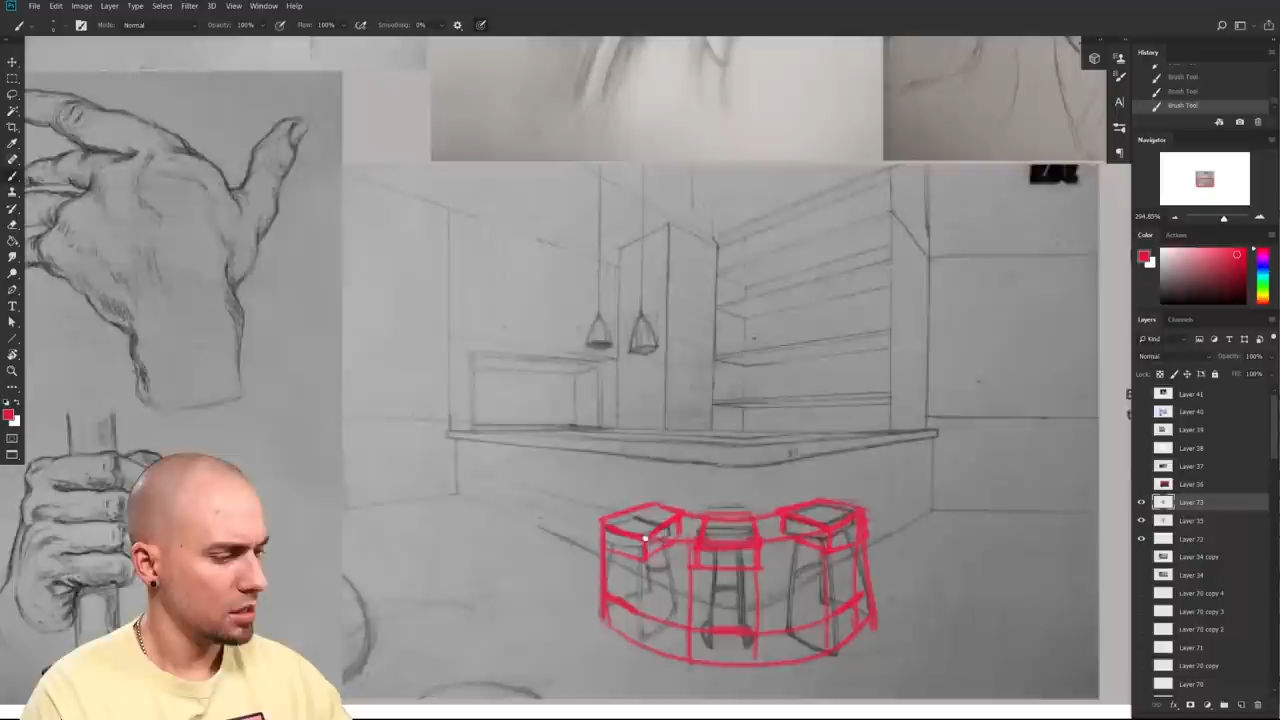 Ps File Edit Image Layer Type Select Filter 3D View Window Help
Mode: Normal Opacity: 100% Flow: 100% Smoothing: 0%
History
Brush Tool
Brush Tool
Brush Tool
Navigator
294.85%
Color Actions
Layers Channels
Kind
Normal Opacity: 100%
Lock: Fill: 100%
Layer 41
Layer 40
Layer 39
Layer 38
Layer 37
Layer 36
Layer 73
Layer 35
Layer 72
Layer 34 copy
Layer 34
Layer 70 copy 4
Layer 70 copy 3
Layer 70 copy 2
Layer 71
Layer 70 copy
Layer 70